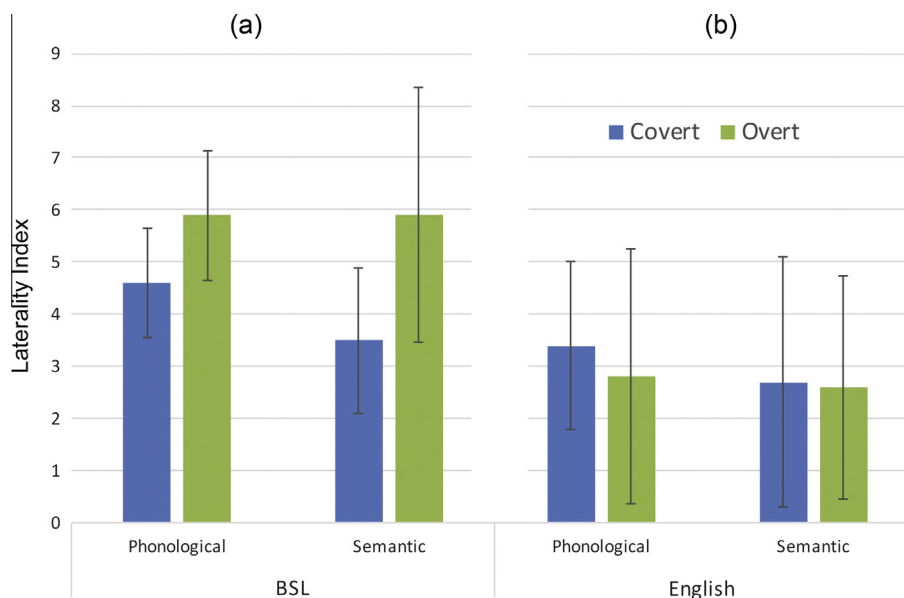 (a) (b)
9
8
7
6
5
4
3
2
1
0
Laterality Index
Covert Overt
Phonological Semantic Phonological Semantic
BSL English